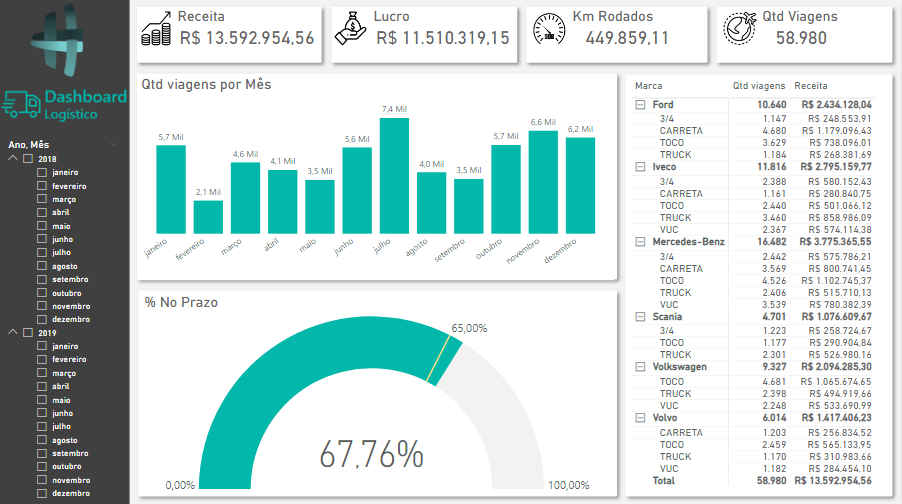 Dashboard
Logístico
Ano, Mês
2018
janeiro
fevereiro
março
abril
maio
junho
julho
agosto
setembro
outubro
novembro
dezembro
2019
janeiro
fevereiro
março
abril
maio
junho
julho
agosto
setembro
outubro
novembro
dezembro
Receita
R$ 13.592.954,56
Lucro
R$ 11.510.319,15
Km Rodados
449.859,11
Qtd Viagens
58.980
Qtd viagens por Mês
5,7 Mil
2,1 Mil
4,6 Mil
4,1 Mil
3,5 Mil
5,6 Mil
7,4 Mil
4,0 Mil
3,5 Mil
5,7 Mil
6,6 Mil
6,2 Mil
janeiro
fevereiro
março
abril
maio
junho
julho
agosto
setembro
outubro
novembro
dezembro
% No Prazo
65,00%
67,76%
0,00%
100,00%
Marca Qtd viagens Receita
Ford 10.640 R$ 2.434.128,04
3/4 1.147 R$ 248.553,91
CARRETA 4.680 R$ 1.179.096,43
TOCO 3.629 R$ 738.096,01
TRUCK 1.184 R$ 268.381,69
Iveco 11.816 R$ 2.795.159,77
3/4 2.388 R$ 580.152,43
CARRETA 1.161 R$ 280.840,75
TOCO 2.440 R$ 501.066,12
TRUCK 3.460 R$ 858.986,09
VUC 2.367 R$ 574.114,38
Mercedes-Benz 16.482 R$ 3.775.365,55
3/4 2.442 R$ 575.786,21
CARRETA 3.569 R$ 800.741,45
TOCO 4.526 R$ 1.102.745,37
TRUCK 2.406 R$ 515.710,13
VUC 3.539 R$ 780.382,39
Scania 4.701 R$ 1.076.609,67
3/4 1.223 R$ 258.724,67
TOCO 1.177 R$ 290.904,84
TRUCK 2.301 R$ 526.980,16
Volkswagen 9.327 R$ 2.094.285,30
TOCO 4.681 R$ 1.065.674,65
TRUCK 2.398 R$ 494.919,66
VUC 2.248 R$ 533.690,99
Volvo 6.014 R$ 1.417.406,23
CARRETA 1.203 R$ 256.834,52
TOCO 2.459 R$ 565.133,95
TRUCK 1.170 R$ 310.983,66
VUC 1.182 R$ 284.454,10
Total 58.980 R$ 13.592.954,56